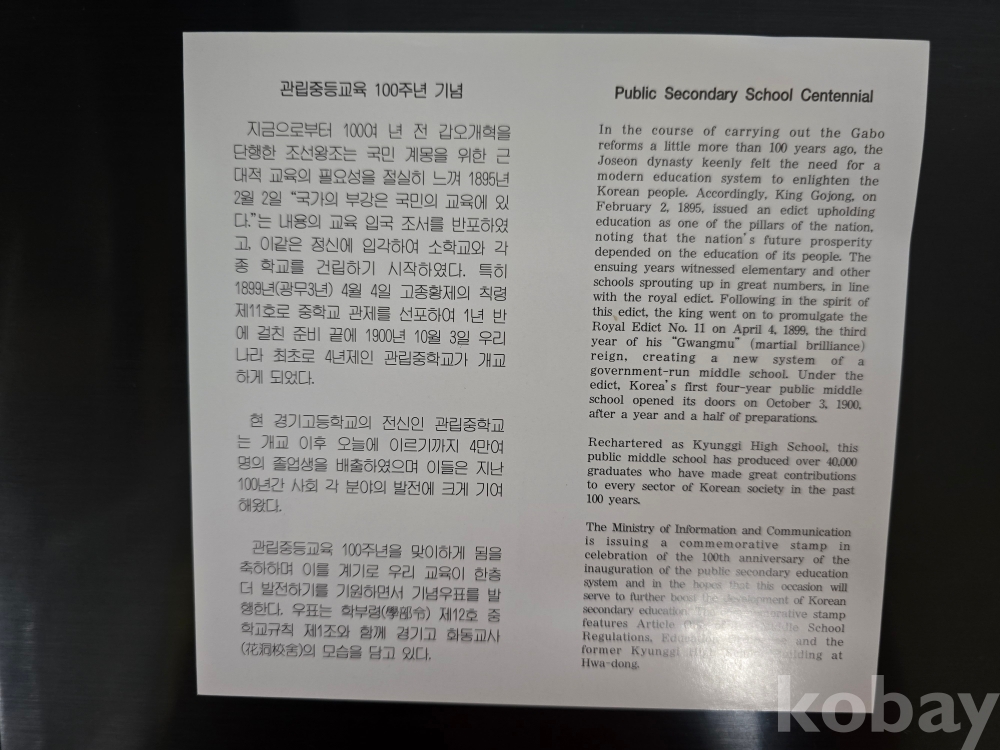 관립중등교육 100주년 기념
지금으로부터 100여 년 전 갑오개혁을
단행한 조선왕조는 국민 계몽을 위한 근
대적 교육의 필요성을 절실히 느껴 1895년
2월 2일 “국가의 부강은 국민의 교육에 있
다.”는 내용의 교육 입국 조서를 반포하였
고, 이같은 정신에 입각하여 소학교와 각
종 학교를 건립하기 시작하였다. 특히
1899년(광무3년) 4월 4일 고종황제의 칙령
제11호로 중학교 관제를 선포하여 1년 반
에 걸친 준비 끝에 1900년 10월 3일 우리
나라 최초로 4년제인 관립중학교가 개교
하게 되었다.
현 경기고등학교의 전신인 관립중학교
는 개교 이후 오늘에 이르기까지 4만여
명의 졸업생을 배출하였으며 이들은 지난
100년간 사회 각 분야의 발전에 크게 기여
해왔다.
관립중등교육 100주년을 맞이하게 됨을
축하하며 이를 계기로 우리 교육이 한층
더 발전하기를 기원하면서 기념우표를 발
행한다. 우표는 학부령(學部令) 제12호 중
학교규칙 제1조와 함께 경기고 화동교사
(花洞校舍)의 모습을 담고 있다.
Public Secondary School Centennial
In the course of carrying out the Gabo
reforms a little more than 100 years ago, the
Joseon dynasty keenly felt the need for a
modern education system to enlighten the
Korean people. Accordingly, King Gojong, on
February 2, 1895, issued an edict upholding
education as one of the pillars of the nation,
noting that the nation's future prosperity
depended on the education of its people. The
ensuing years witnessed elementary and other
schools sprouting up in great numbers, in line
with the royal edict. Following in the spirit of
this edict, the king went on to promulgate the
Royal Edict No. 11 on April 4, 1899, the third
year of his "Gwangmu" (martial brilliance)
reign, creating a new system of a
government-run middle school. Under the
edict, Korea's first four-year public middle
school opened its doors on October 3, 1900,
after a year and a half of preparations.
Rechartered as Kyunggi High School, this
public middle school has produced over 40,000
graduates who have made great contributions
to every sector of Korean society in the past
100 years.
The Ministry of Information and Communication
is issuing a commemorative stamp in
celebration of the 100th anniversary of the
inauguration of the public secondary education
system and in the hopes that this occasion will
serve to further boost the development of Korean
secondary education. stamp
features Article School
Regulations, and the
former Kyunggi at
Hwa-dong.
kobay